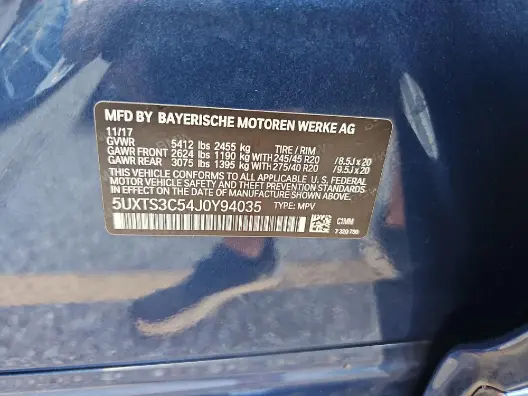 MFD BY BAYERISCHE MOTOREN WERKE AG
11/17
GVWR 5412 lbs 2455 kg TIRE / RIM
GAWR FRONT 2624 lbs 1190 kg WITH 245/45 R20 /8.5J x 20
GAWR REAR 3075 lbs 1395 kg WITH 275/40 R20 /9.5J x 20
THIS VEHICLE CONFORMS TO ALL APPLICABLE U.S. FEDERAL
MOTOR VEHICLE SAFETY AND THEFT PREVENTION STANDARDS
IN EFFECT ON THE DATE OF MANUFACTURE SHOWN ABOVE.
5UXTS3C54J0Y94035 TYPE: MPV